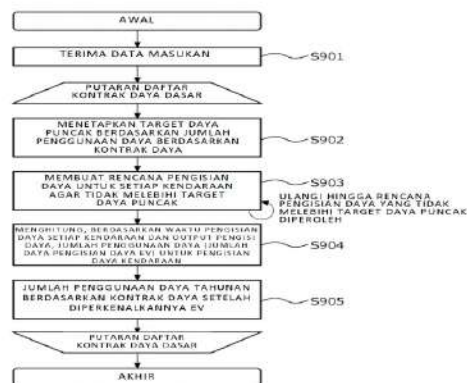 AWAL
TERIMA DATA MASUKAN
S901
PUTARAN DAFTAR
KONTRAK DAYA DASAR
MENETAPKAN TARGET DAYA
PUNCAK BERDASARKAN JUMLAH
PENGGUNAAN DAYA BERDASARKAN
KONTRAK DAYA
S902
MEMBUAT RENCANA PENGISIAN
DAYA UNTUK SETIAP KENDARAAN
AGAR TIDAK MELEBIHI TARGET
DAYA PUNCAK
S903
ULANGI HINGGA RENCANA
PENGISIAN DAYA YANG TIDAK
MELEBIHI TARGET DAYA PUNCAK
DIPEROLEH
MENGHITUNG, BERDASARKAN WAKTU PENGISIAN
DAYA SETIAP KENDARAAN DAN OUTPUT PENGISI
DAYA, JUMLAH PENGGUNAAN DAYA (JUMLAH
DAYA PENGISIAN DAYA EV) UNTUK PENGISIAN
DAYA KENDARAAN
S904
JUMLAH PENGGUNAAN DAYA TAHUNAN
BERDASARKAN KONTRAK DAYA SETELAH
DIPERKENALKANNYA EV
S905
PUTARAN DAFTAR
KONTRAK DAYA DASAR
AKHIR